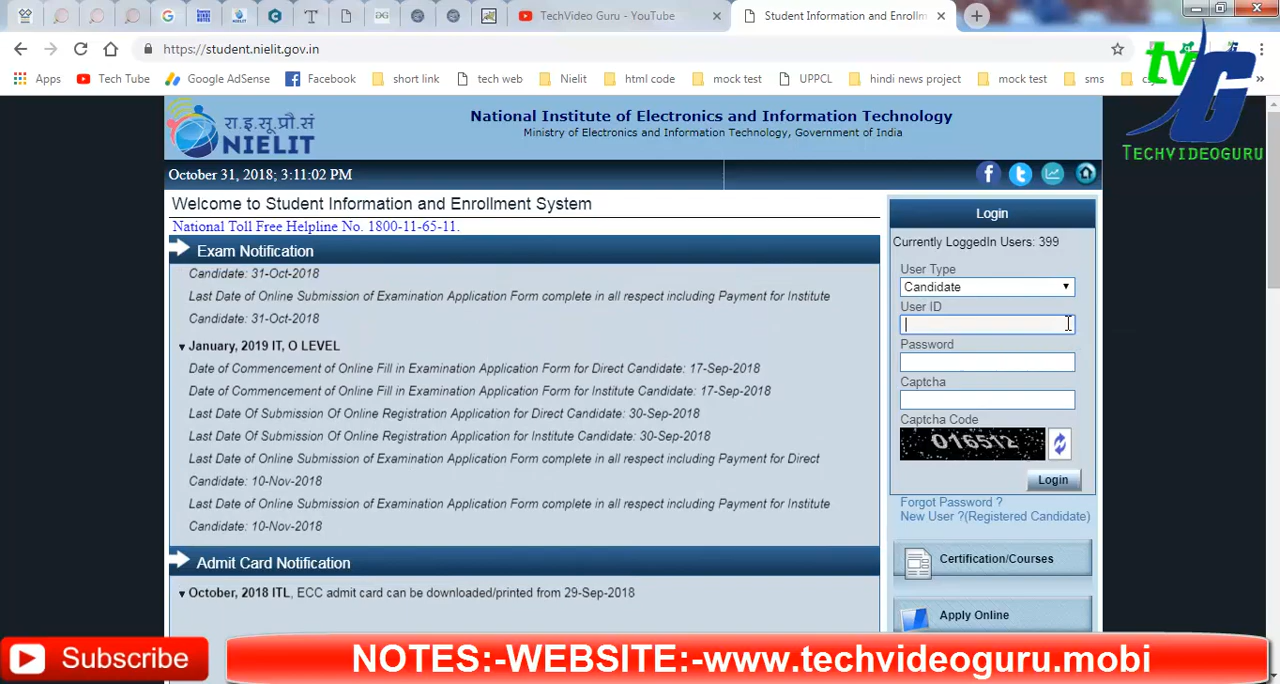 TechVideo Guru - YouTube
Student Information and Enrollm
https://student.nielit.gov.in
Apps
Tech Tube
Google AdSense
Facebook
short link
tech web
Nielit
html code
mock test
UPPCL
hindi news project
mock test
sms
tvG
TECHVIDEOGURU
रा.इ.सू.प्रौ.सं
NIELIT
National Institute of Electronics and Information Technology
Ministry of Electronics and Information Technology, Government of India
October 31, 2018; 3:11:02 PM
Welcome to Student Information and Enrollment System
National Toll Free Helpline No. 1800-11-65-11.
Exam Notification
Candidate: 31-Oct-2018
Last Date of Online Submission of Examination Application Form complete in all respect including Payment for Institute
Candidate: 31-Oct-2018
January, 2019 IT, O LEVEL
Date of Commencement of Online Fill in Examination Application Form for Direct Candidate: 17-Sep-2018
Date of Commencement of Online Fill in Examination Application Form for Institute Candidate: 17-Sep-2018
Last Date Of Submission Of Online Registration Application for Direct Candidate: 30-Sep-2018
Last Date Of Submission Of Online Registration Application for Institute Candidate: 30-Sep-2018
Last Date of Online Submission of Examination Application Form complete in all respect including Payment for Direct
Candidate: 10-Nov-2018
Last Date of Online Submission of Examination Application Form complete in all respect including Payment for Institute
Candidate: 10-Nov-2018
Admit Card Notification
October, 2018 ITL, ECC admit card can be downloaded/printed from 29-Sep-2018
Login
Currently LoggedIn Users: 399
User Type
Candidate
User ID
Password
Captcha
Captcha Code
016512
Login
Forgot Password ?
New User ?(Registered Candidate)
Certification/Courses
Apply Online
Subscribe
NOTES:-WEBSITE:-www.techvideoguru.mobi